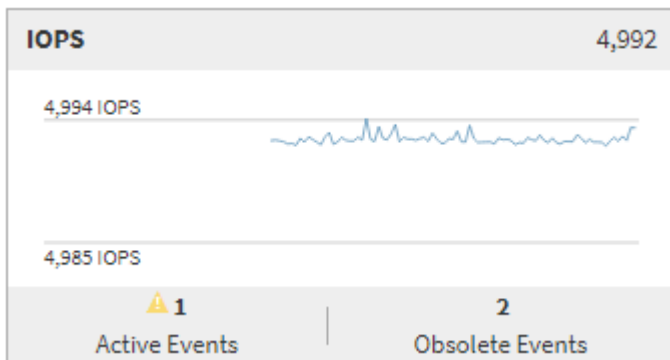 IOPS 4,992
4,994 IOPS
4,985 IOPS
1 2
Active Events Obsolete Events